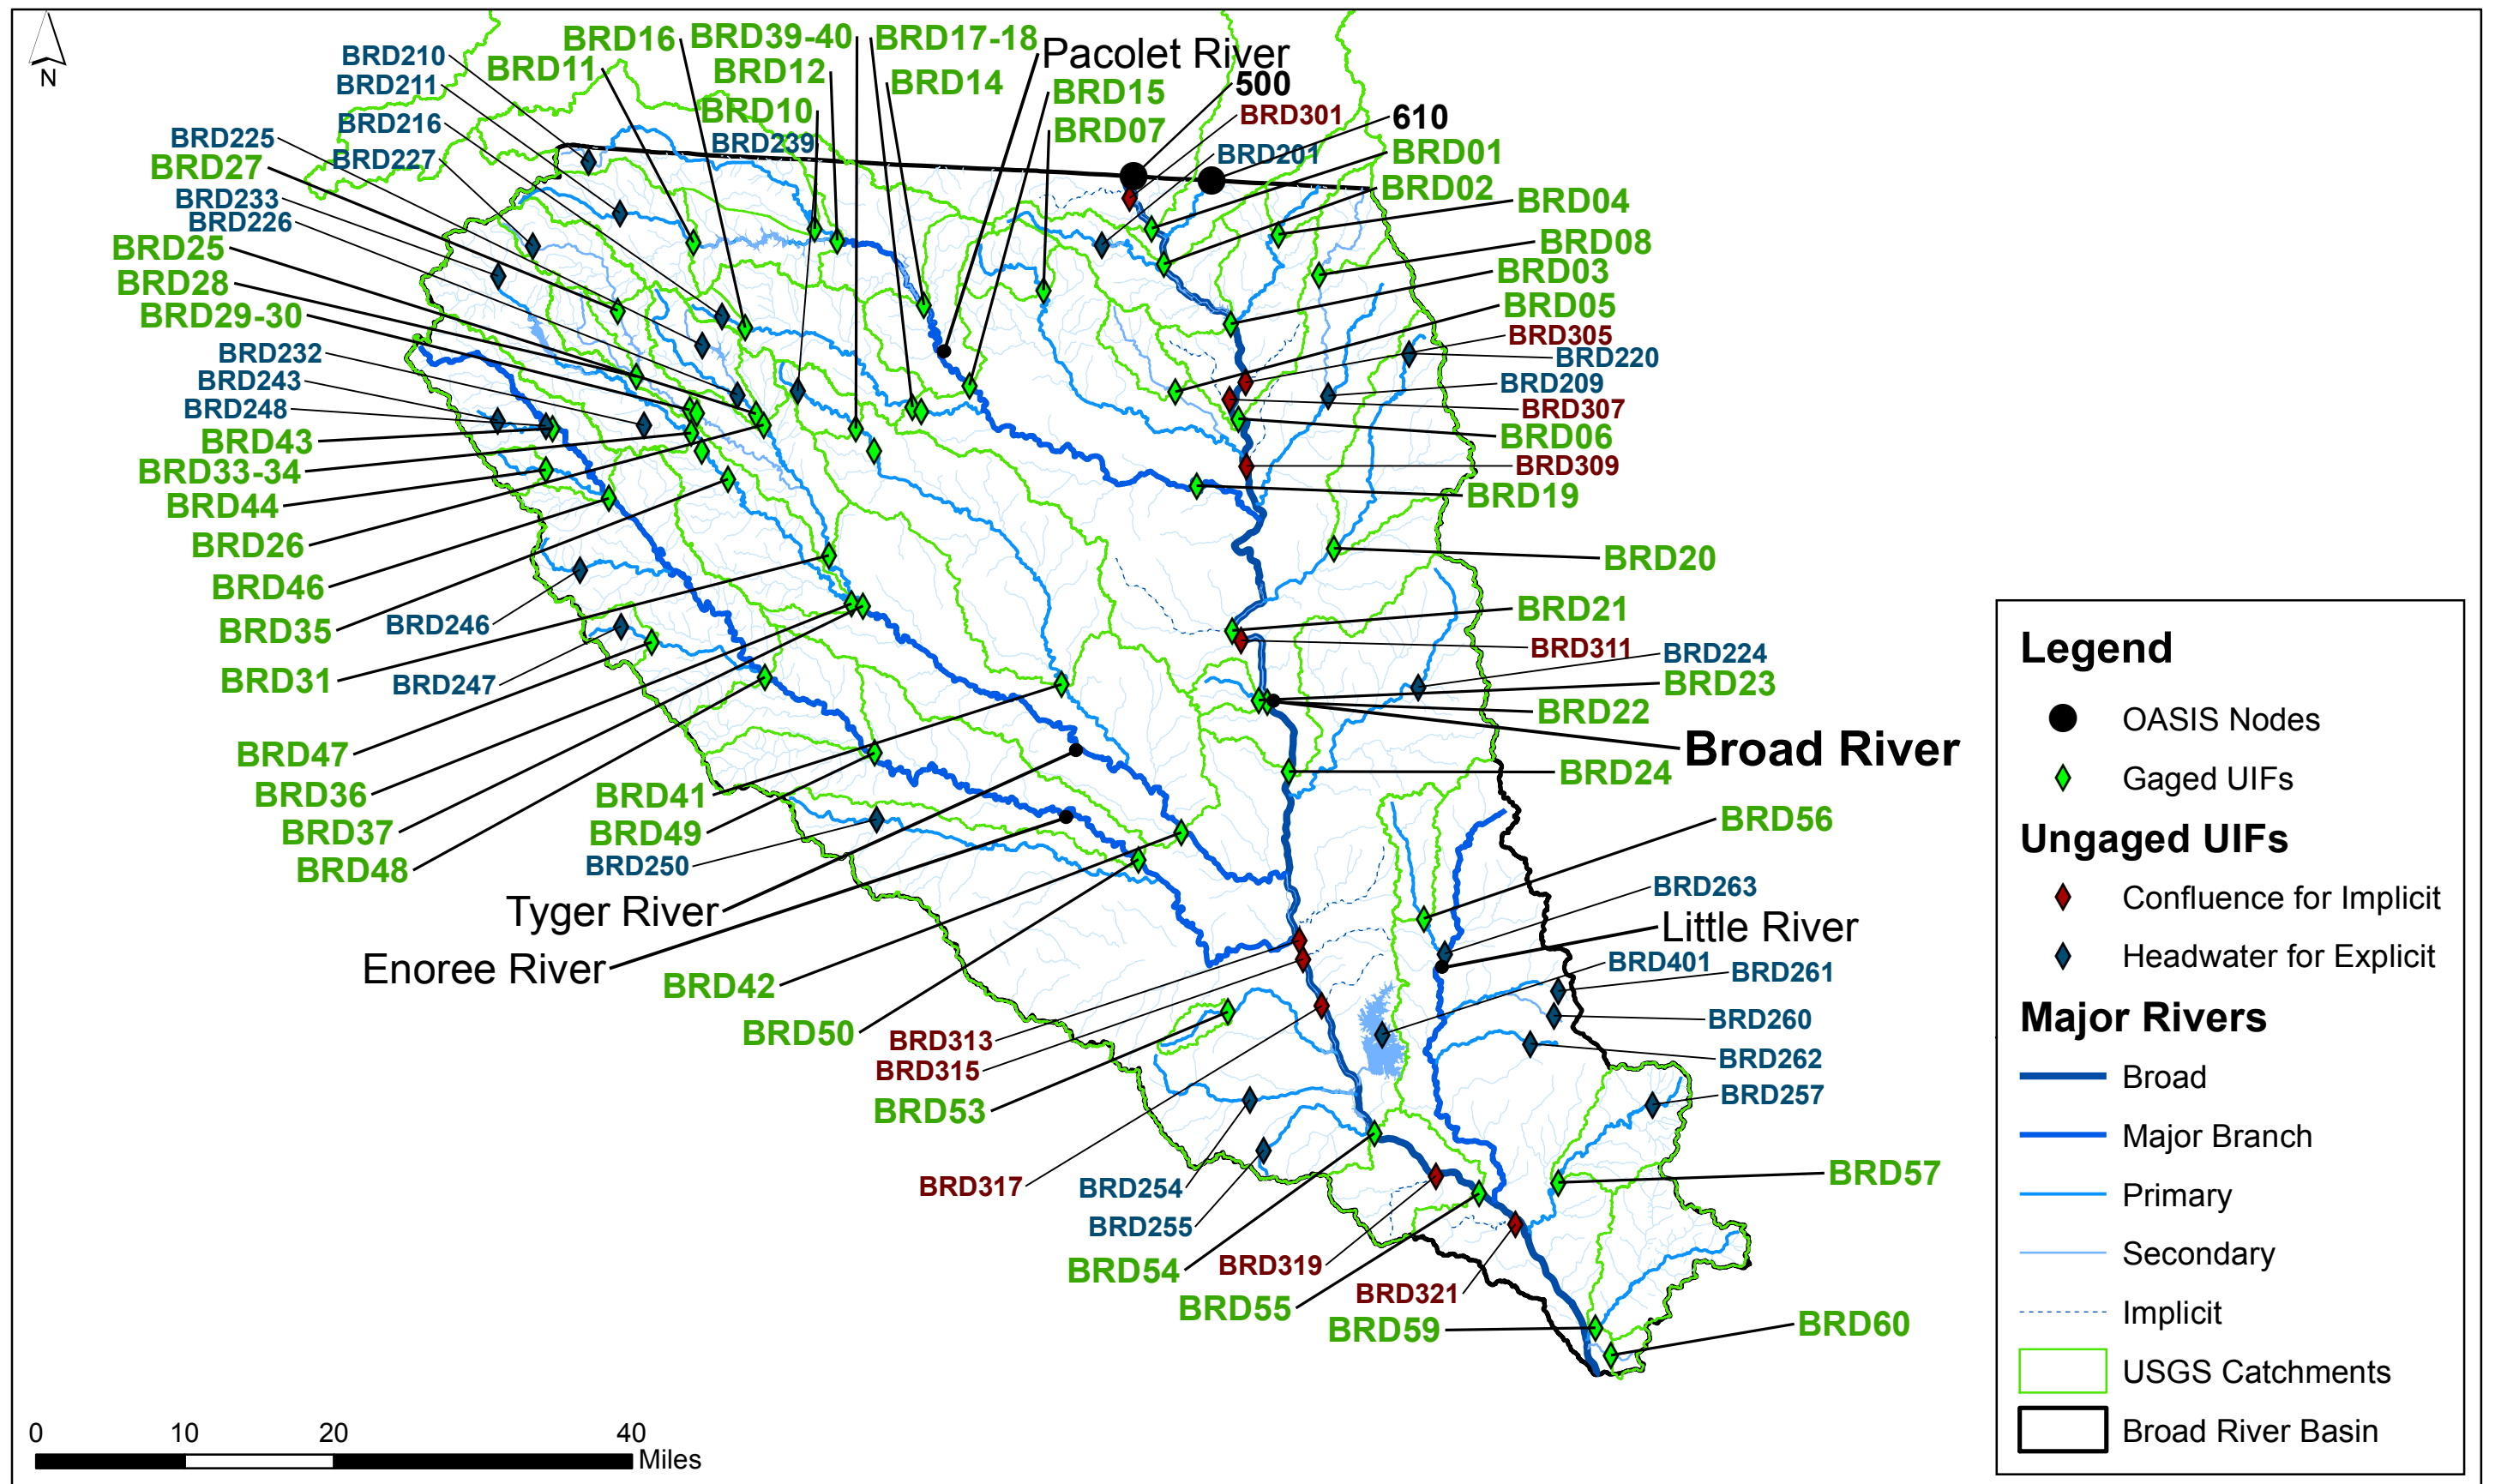 N
BRD210
BRD211
BRD216
BRD225
BRD227
BRD27
BRD233
BRD226
BRD25
BRD28
BRD29-30
BRD232
BRD243
BRD248
BRD43
BRD33-34
BRD44
BRD26
BRD46
BRD35
BRD246
BRD31
BRD247
BRD47
BRD36
BRD37
BRD48
BRD16
BRD11
BRD39-40
BRD12
BRD10
BRD239
BRD17-18
BRD14
Pacolet River
BRD15
BRD07
500
BRD301
BRD201
610
BRD01
BRD02
BRD04
BRD08
BRD03
BRD05
BRD305
BRD220
BRD209
BRD307
BRD06
BRD309
BRD19
BRD20
BRD21
BRD311
BRD224
BRD23
BRD22
Broad River
BRD24
BRD56
BRD263
Little River
BRD401
BRD261
BRD260
BRD262
BRD257
BRD57
BRD41
BRD49
BRD250
Tyger River
Enoree River
BRD42
BRD50
BRD313
BRD315
BRD53
BRD317
BRD254
BRD255
BRD54
BRD319
BRD55
BRD321
BRD59
BRD60
Legend
OASIS Nodes
Gaged UIFs
Ungaged UIFs
Confluence for Implicit
Headwater for Explicit
Major Rivers
Broad
Major Branch
Primary
Secondary
Implicit
USGS Catchments
Broad River Basin
0 10 20 40
Miles